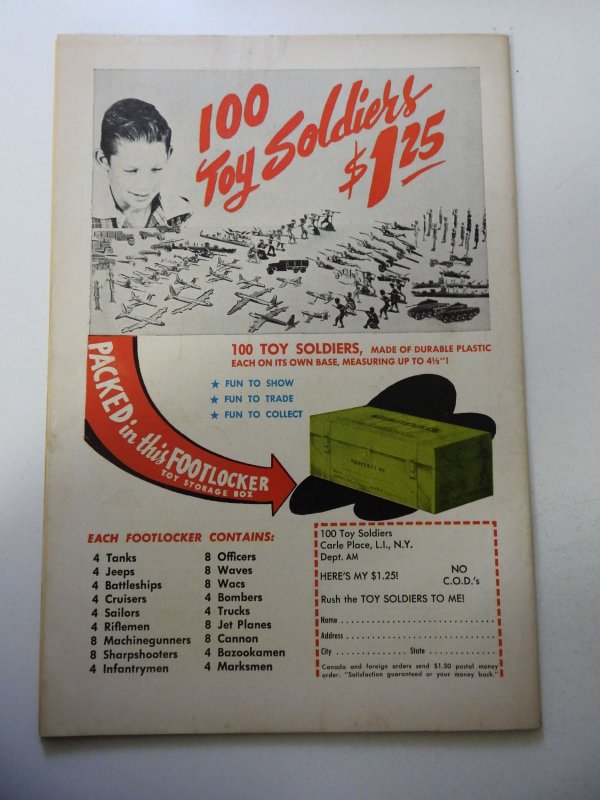 100
Toy Soldiers
$1.25
100 TOY SOLDIERS, MADE OF DURABLE PLASTIC
EACH ON ITS OWN BASE, MEASURING UP TO 4½"!
★ FUN TO SHOW
★ FUN TO TRADE
★ FUN TO COLLECT
PACKED in this FOOTLOCKER
TOY STORAGE BOX
PROPERTY OF
EACH FOOTLOCKER CONTAINS:
4 Tanks
4 Jeeps
4 Battleships
4 Cruisers
4 Sailors
4 Riflemen
8 Machinegunners
8 Sharpshooters
4 Infantrymen
8 Officers
8 Waves
8 Wacs
4 Bombers
4 Trucks
8 Jet Planes
8 Cannon
4 Bazookamen
4 Marksmen
100 Toy Soldiers
Carle Place, L.I., N.Y.
Dept. AM
HERE'S MY $1.25!
NO
C.O.D.'s
Rush the TOY SOLDIERS TO ME!
Name
Address
City State
Canada and foreign orders send $1.50 postal money
order. "Satisfaction guaranteed or your money back."